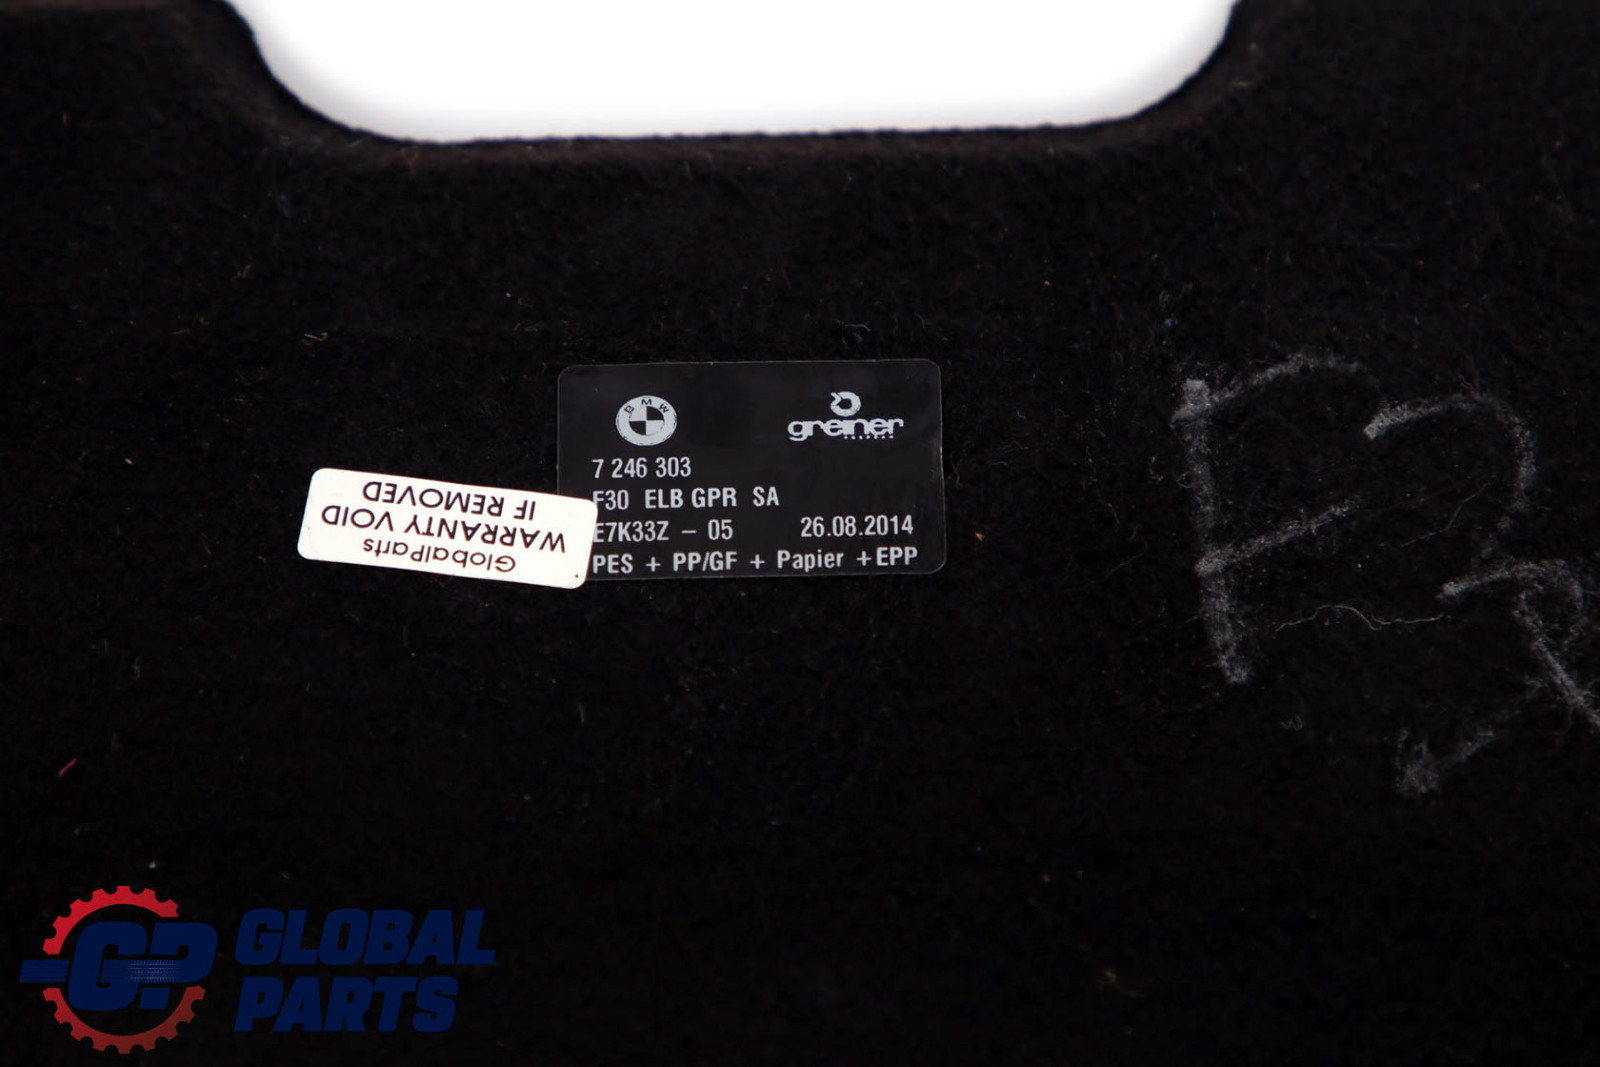 BMW
greiner
7 246 303
F30 ELB GPR SA
E7K33Z - 05 26.08.2014
PES + PP/GF + Papier + EPP
GlobalParts
WARRANTY VOID
IF REMOVED
GP GLOBAL
PARTS